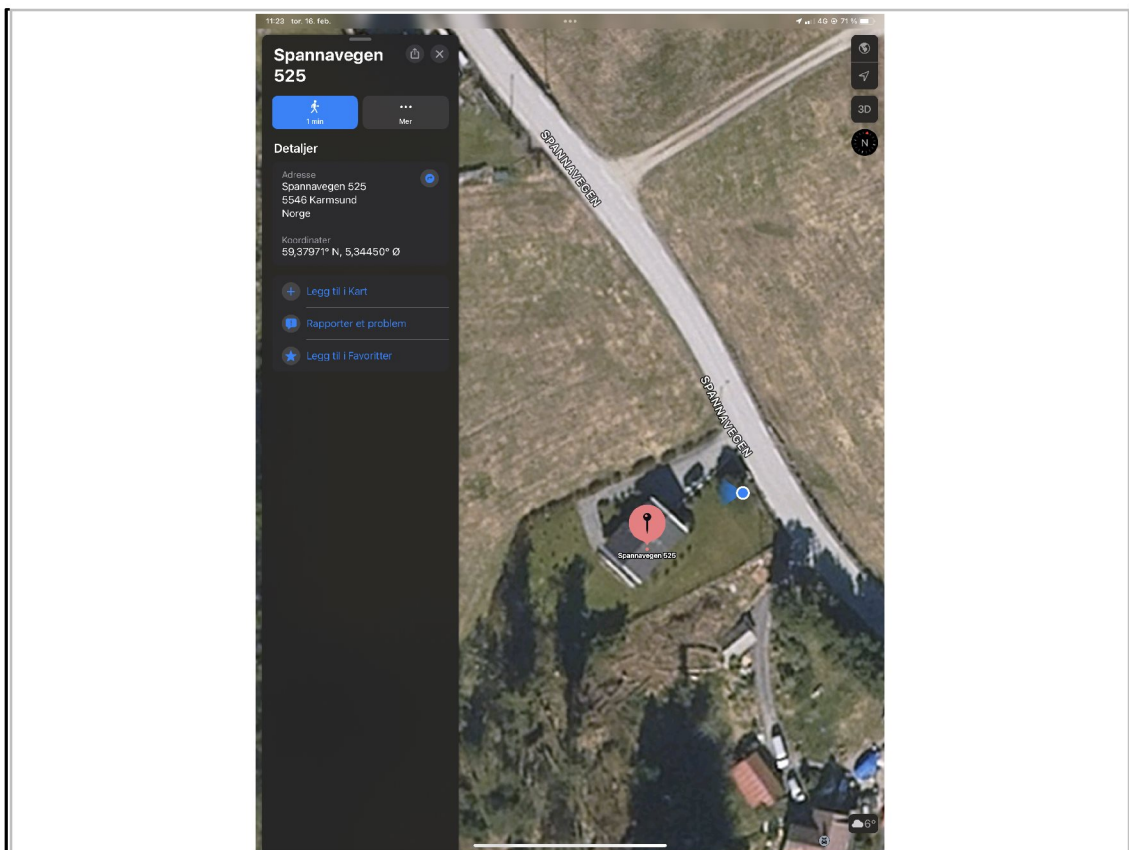 11:23 tor. 16. feb.
4G 71 %
Spannavegen
525
1 min
Mer
Detaljer
Adresse
Spannavegen 525
5546 Karmsund
Norge
Koordinater
59,37971° N, 5,34450° Ø
Legg til i Kart
Rapporter et problem
Legg til i Favoritter
SPANNAVEGEN
SPANNAVEGEN
Spannavegen 525
3D
N
6°